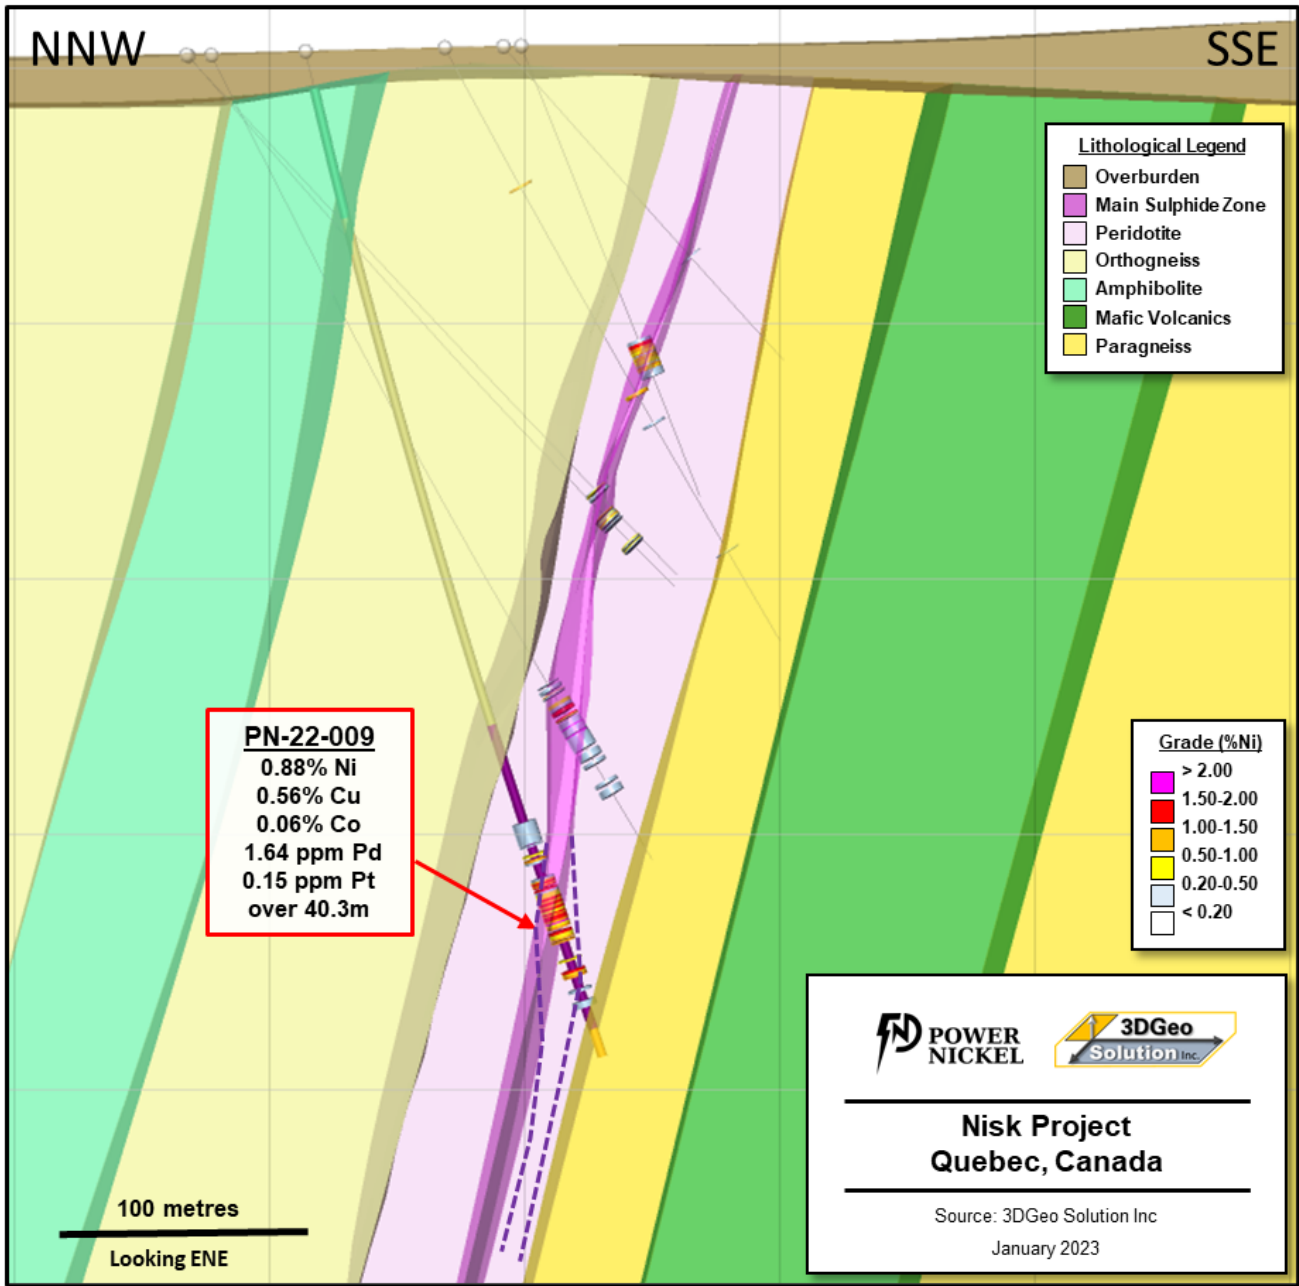 NNW
SSE
Lithological Legend
Overburden
Main Sulphide Zone
Peridotite
Orthogneiss
Amphibolite
Mafic Volcanics
Paragneiss
PN-22-009
0.88% Ni
0.56% Cu
0.06% Co
1.64 ppm Pd
0.15 ppm Pt
over 40.3m
Grade (%Ni)
> 2.00
1.50-2.00
1.00-1.50
0.50-1.00
0.20-0.50
< 0.20
POWER
NICKEL
3DGeo
Solution Inc.
Nisk Project
Quebec, Canada
Source: 3DGeo Solution Inc
January 2023
100 metres
Looking ENE